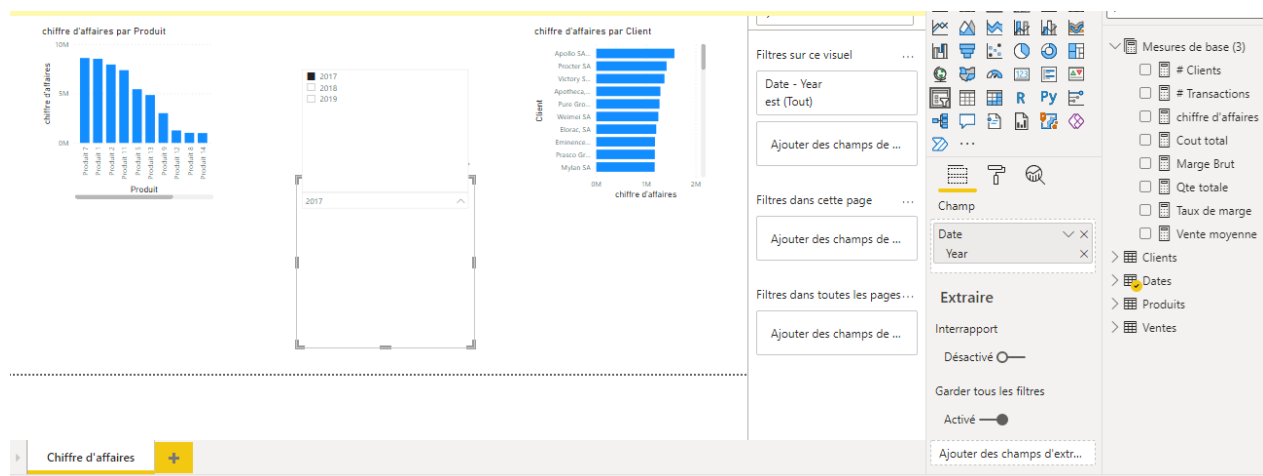 chiffre d'affaires par Produit
10M
5M
0M
chiffre d'affaires
Produit 7
Produit 1
Produit 2
Produit 11
Produit 5
Produit 13
Produit 9
Produit 12
Produit 8
Produit 14
Produit
2017
2018
2019
2017
chiffre d'affaires par Client
Client
Apollo SA...
Procter SA
Victory S...
Apotheca,...
Pure Gro...
Weimei SA
Elorac, SA
Eminence...
Prasco Gr...
Mylan SA
0M
1M
2M
chiffre d'affaires
Filtres sur ce visuel ...
Date - Year
est (Tout)
Ajouter des champs de ...
Filtres dans cette page ...
Ajouter des champs de ...
Filtres dans toutes les pages ...
Ajouter des champs de ...
123
R
Py
...
Champ
Date
Year
Extraire
Interrapport
Désactivé
Garder tous les filtres
Activé
Ajouter des champs d'extr...
Mesures de base (3)
# Clients
# Transactions
chiffre d'affaires
Cout total
Marge Brut
Qte totale
Taux de marge
Vente moyenne
Clients
Dates
Produits
Ventes
Chiffre d'affaires
+